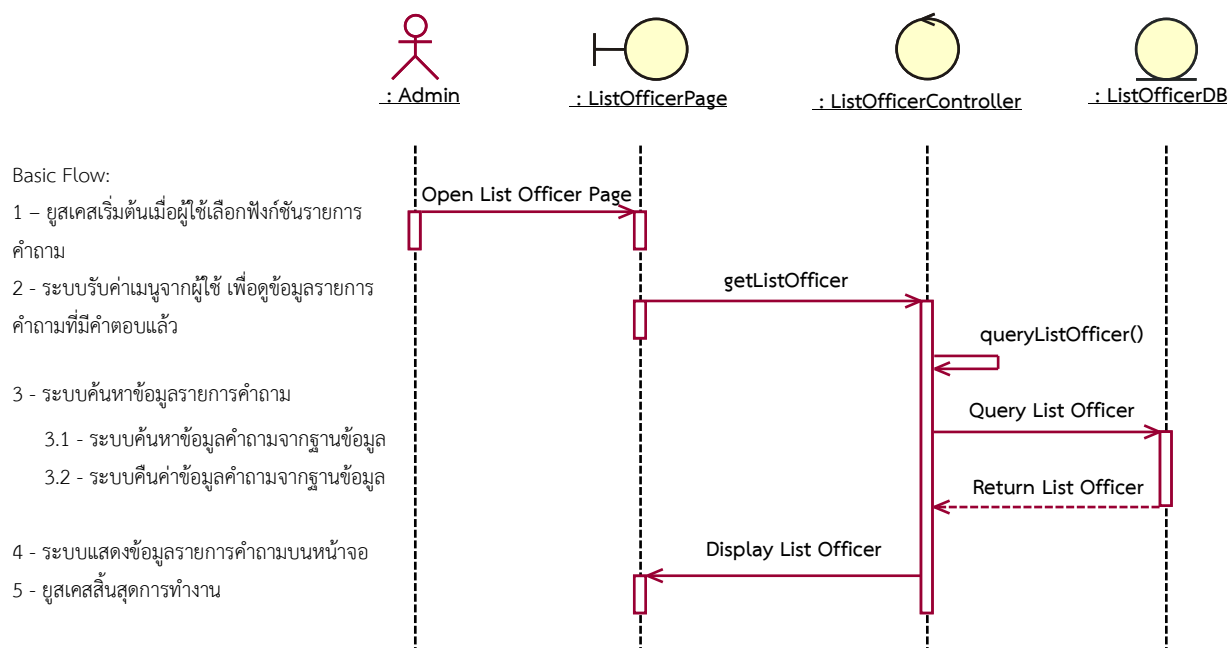 : Admin
: ListOfficerPage
: ListOfficerController
: ListOfficerDB
Basic Flow:
1 – ยูสเคสเริ่มต้นเมื่อผู้ใช้เลือกฟังก์ชันรายการ
คำถาม
2 - ระบบรับค่าเมนูจากผู้ใช้ เพื่อดูข้อมูลรายการ
คำถามที่มีคำตอบแล้ว
3 - ระบบค้นหาข้อมูลรายการคำถาม
3.1 - ระบบค้นหาข้อมูลคำถามจากฐานข้อมูล
3.2 - ระบบคืนค่าข้อมูลคำถามจากฐานข้อมูล
4 - ระบบแสดงข้อมูลรายการคำถามบนหน้าจอ
5 - ยูสเคสสิ้นสุดการทำงาน
Open List Officer Page
getListOfficer
queryListOfficer()
Query List Officer
Return List Officer
Display List Officer